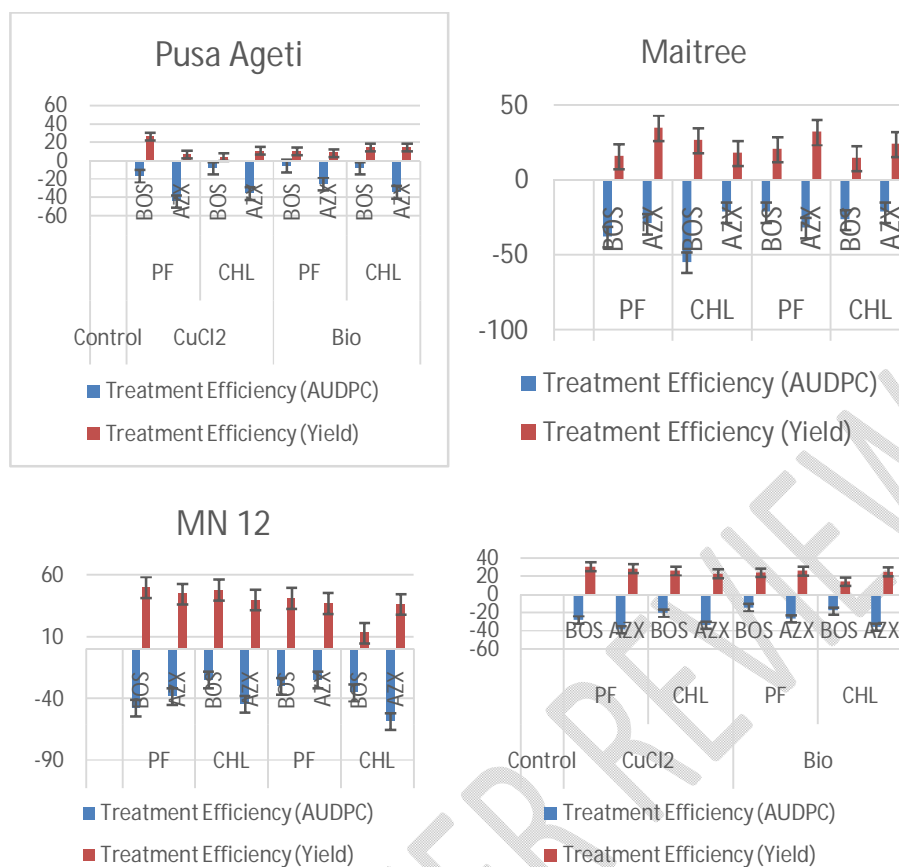 Pusa Ageti
60
40
20
0
-20
-40
-60
BOS AZX BOS AZX BOS AZX BOS AZX
PF CHL PF CHL
Control CuCl2 Bio
Treatment Efficiency (AUDPC)
Treatment Efficiency (Yield)
Maitree
50
0
-50
-100
BOS AZX BOS AZX BOS AZX BOS AZX
PF CHL PF CHL
Treatment Efficiency (AUDPC)
Treatment Efficiency (Yield)
MN 12
60
10
-40
-90
BOS AZX BOS AZX BOS AZX BOS AZX
PF CHL PF CHL
Treatment Efficiency (AUDPC)
Treatment Efficiency (Yield)
40
20
0
-20
-40
-60
BOS AZX BOS AZX BOS AZX BOS AZX
PF CHL PF CHL
Control CuCl2 Bio
Treatment Efficiency (AUDPC)
Treatment Efficiency (Yield)
ER REVIEW